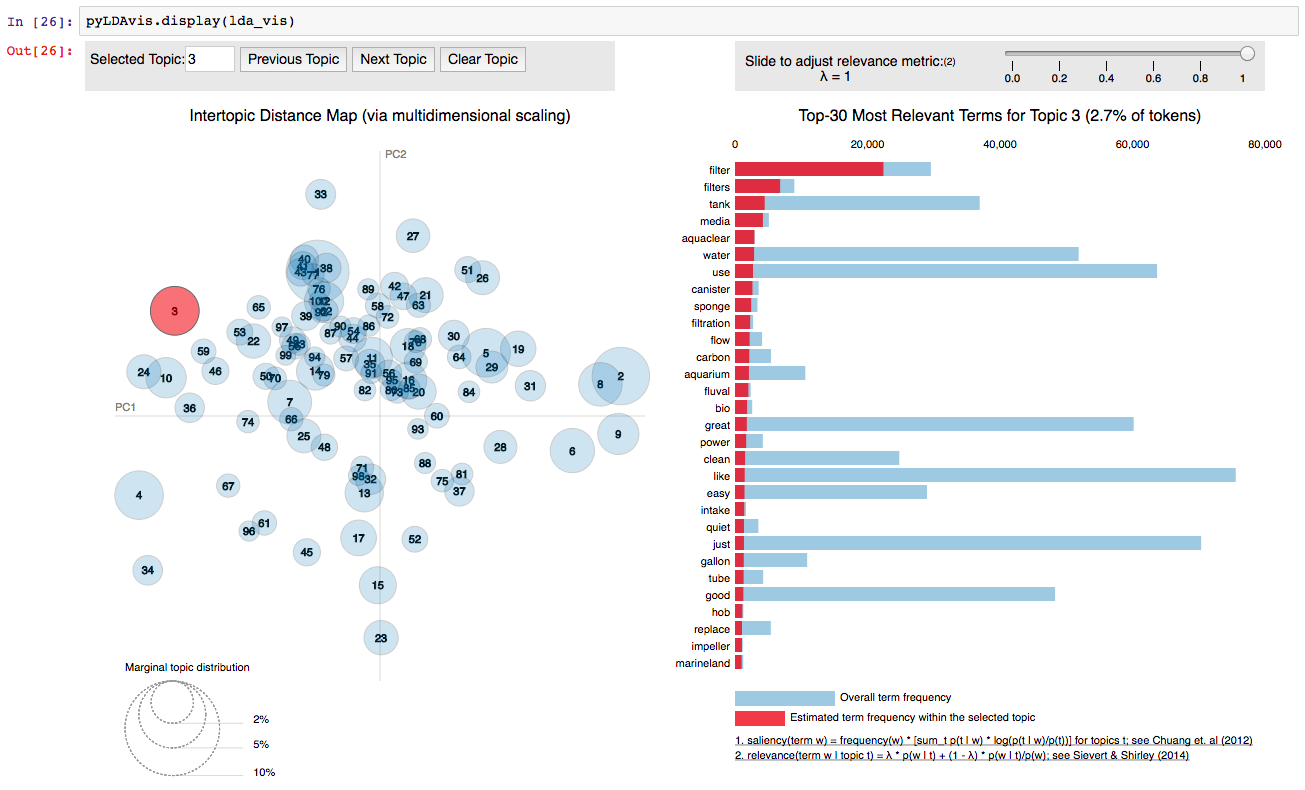 In [26]: pyLDAvis.display(lda_vis)
Out[26]:
Selected Topic: 3 Previous Topic Next Topic Clear Topic
Slide to adjust relevance metric:(2)
λ = 1
0.0 0.2 0.4 0.6 0.8 1
Intertopic Distance Map (via multidimensional scaling)
PC2
PC1
33
27
40
38
43
77
51
26
3
76
89
42
47
21
63
65
58
72
39
97
90
86
87
54
44
53
22
59
99
94
57
11
35
91
18
68
69
30
64
5
29
19
24
10
46
50
70
14
79
56
95
16
85
20
82
73
84
31
8
2
36
7
66
74
25
48
60
93
28
6
9
71
98
32
13
88
75
81
37
4
67
61
96
45
17
52
34
15
23
Marginal topic distribution
2%
5%
10%
Top-30 Most Relevant Terms for Topic 3 (2.7% of tokens)
0 20,000 40,000 60,000 80,000
filter
filters
tank
media
aquaclear
water
use
canister
sponge
filtration
flow
carbon
aquarium
fluval
bio
great
power
clean
like
easy
intake
quiet
just
gallon
tube
good
hob
replace
impeller
marineland
Overall term frequency
Estimated term frequency within the selected topic
1. saliency(term w) = frequency(w) * [sum_t p(t | w) * log(p(t | w)/p(t))] for topics t; see Chuang et. al (2012)
2. relevance(term w | topic t) = λ * p(w | t) + (1 - λ) * p(w | t)/p(w); see Sievert & Shirley (2014)